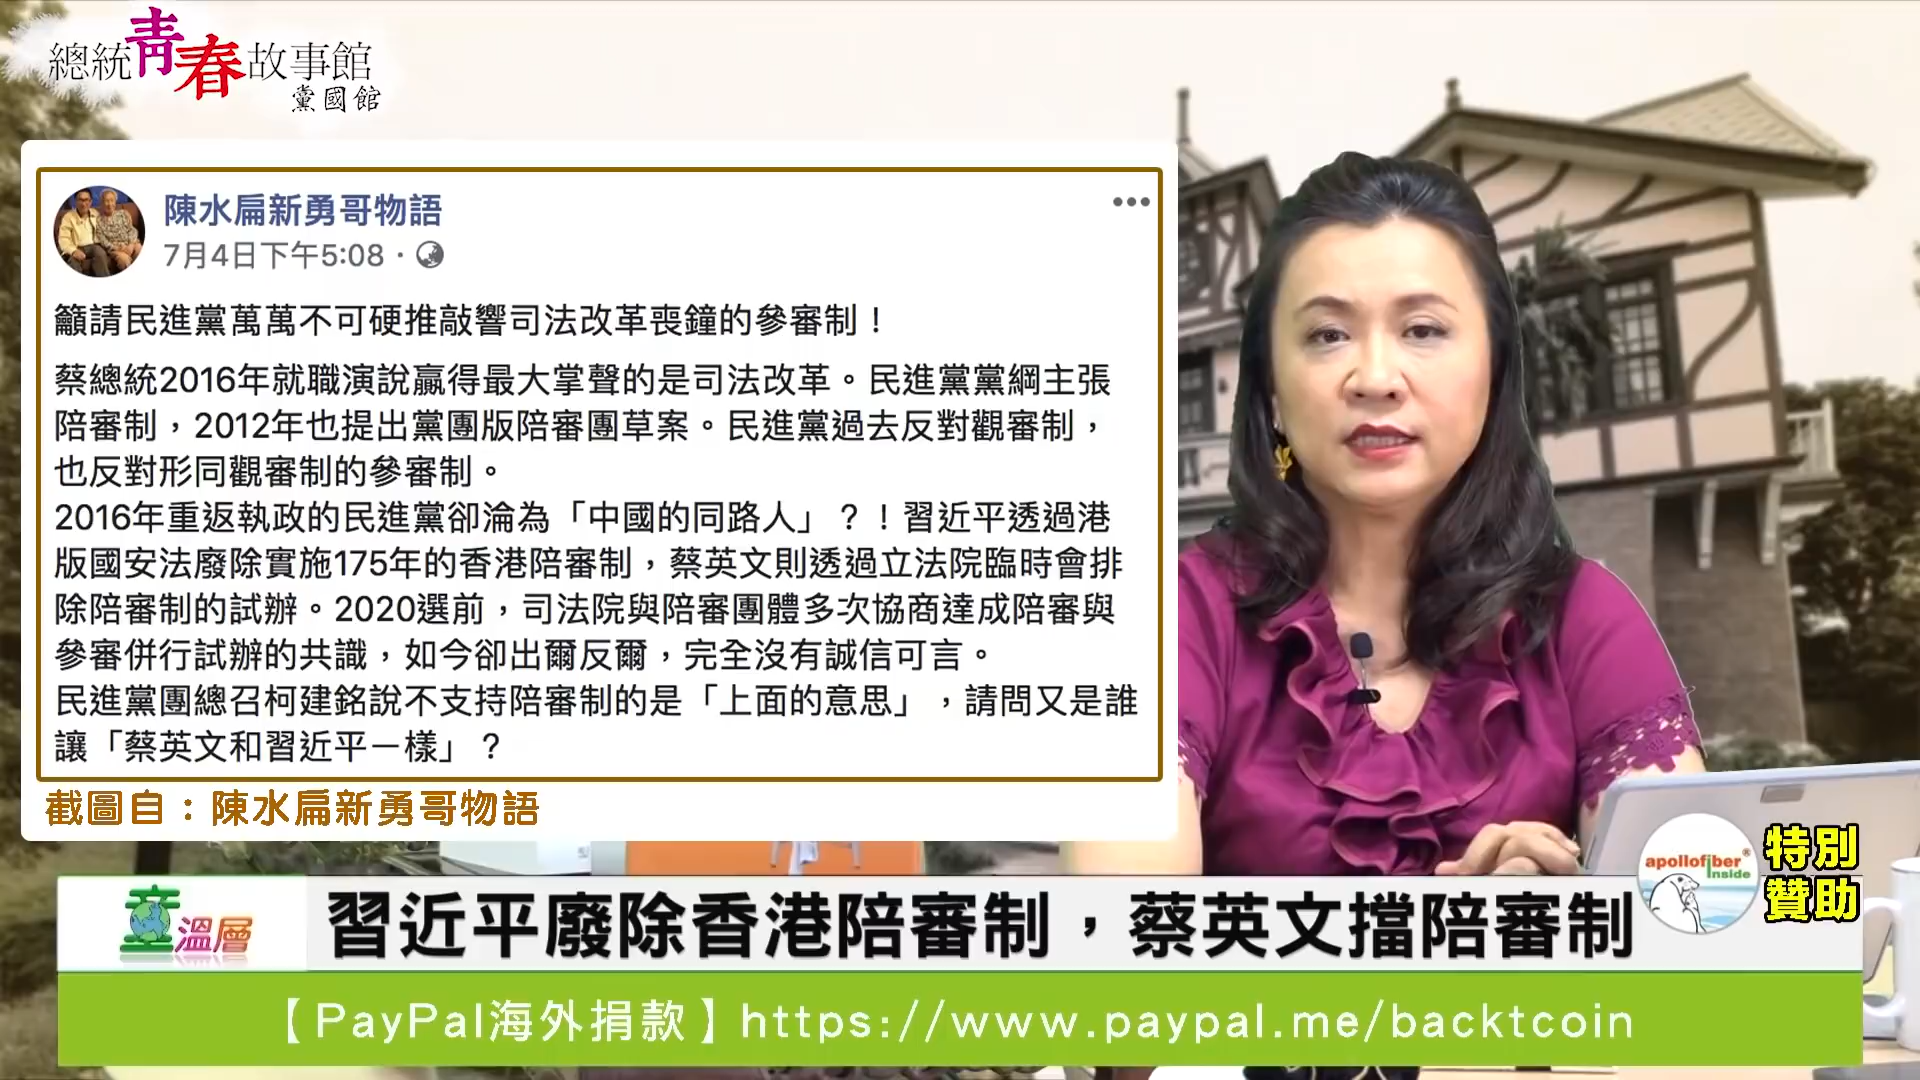 總統青春故事館
黨國館
陳水扁新勇哥物語
7月4日下午5:08 ·
籲請民進黨萬萬不可硬推敲響司法改革喪鐘的參審制！
蔡總統2016年就職演說贏得最大掌聲的是司法改革。民進黨黨綱主張
陪審制，2012年也提出黨團版陪審團草案。民進黨過去反對觀審制，
也反對形同觀審制的參審制。
2016年重返執政的民進黨卻淪為「中國的同路人」？！習近平透過港
版國安法廢除實施175年的香港陪審制，蔡英文則透過立法院臨時會排
除陪審制的試辦。2020選前，司法院與陪審團體多次協商達成陪審與
參審併行試辦的共識，如今卻出爾反爾，完全沒有誠信可言。
民進黨團總召柯建銘說不支持陪審制的是「上面的意思」，請問又是誰
讓「蔡英文和習近平一樣」？
截圖自：陳水扁新勇哥物語
apollofiber®
inside
特別
贊助
溫層
習近平廢除香港陪審制，蔡英文擋陪審制
【PayPal海外捐款】https://www.paypal.me/backtcoin